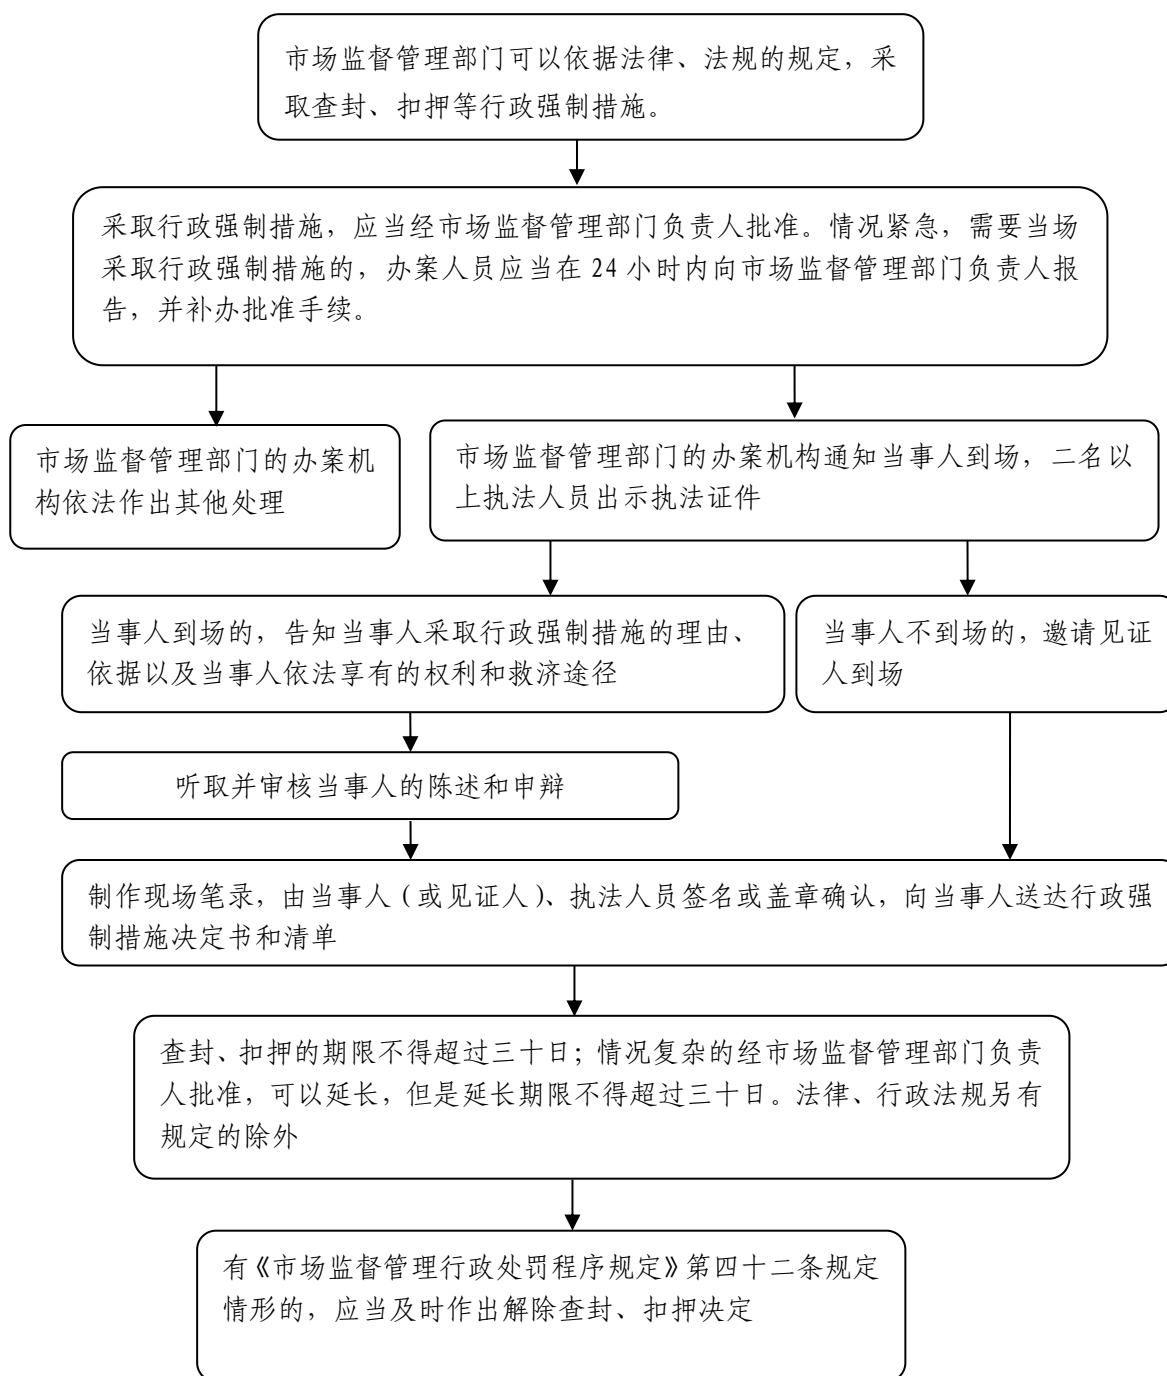 市场监督管理部门可以依据法律、法规的规定，采
取查封、扣押等行政强制措施。
采取行政强制措施，应当经市场监督管理部门负责人批准。情况紧急，需要当场
采取行政强制措施的，办案人员应当在 24 小时内向市场监督管理部门负责人报
告，并补办批准手续。
市场监督管理部门的办案机
构依法作出其他处理
市场监督管理部门的办案机构通知当事人到场，二名以
上执法人员出示执法证件
当事人到场的，告知当事人采取行政强制措施的理由、
依据以及当事人依法享有的权利和救济途径
当事人不到场的，邀请见证
人到场
听取并审核当事人的陈述和申辩
制作现场笔录，由当事人（或见证人）、执法人员签名或盖章确认，向当事人送达行政强
制措施决定书和清单
查封、扣押的期限不得超过三十日；情况复杂的经市场监督管理部门负责
人批准，可以延长，但是延长期限不得超过三十日。法律、行政法规另有
规定的除外
有《市场监督管理行政处罚程序规定》第四十二条规定
情形的，应当及时作出解除查封、扣押决定